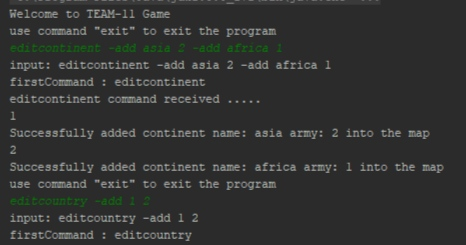 Welcome to TEAM-11 Game
use command "exit" to exit the program
editcontinent -add asia 2 -add africa 1
input: editcontinent -add asia 2 -add africa 1
firstCommand : editcontinent
editcontinent command received .....
1
Successfully added continent name: asia army: 2 into the map
2
Successfully added continent name: africa army: 1 into the map
use command "exit" to exit the program
editcountry -add 1 2
input: editcountry -add 1 2
firstCommand : editcountry